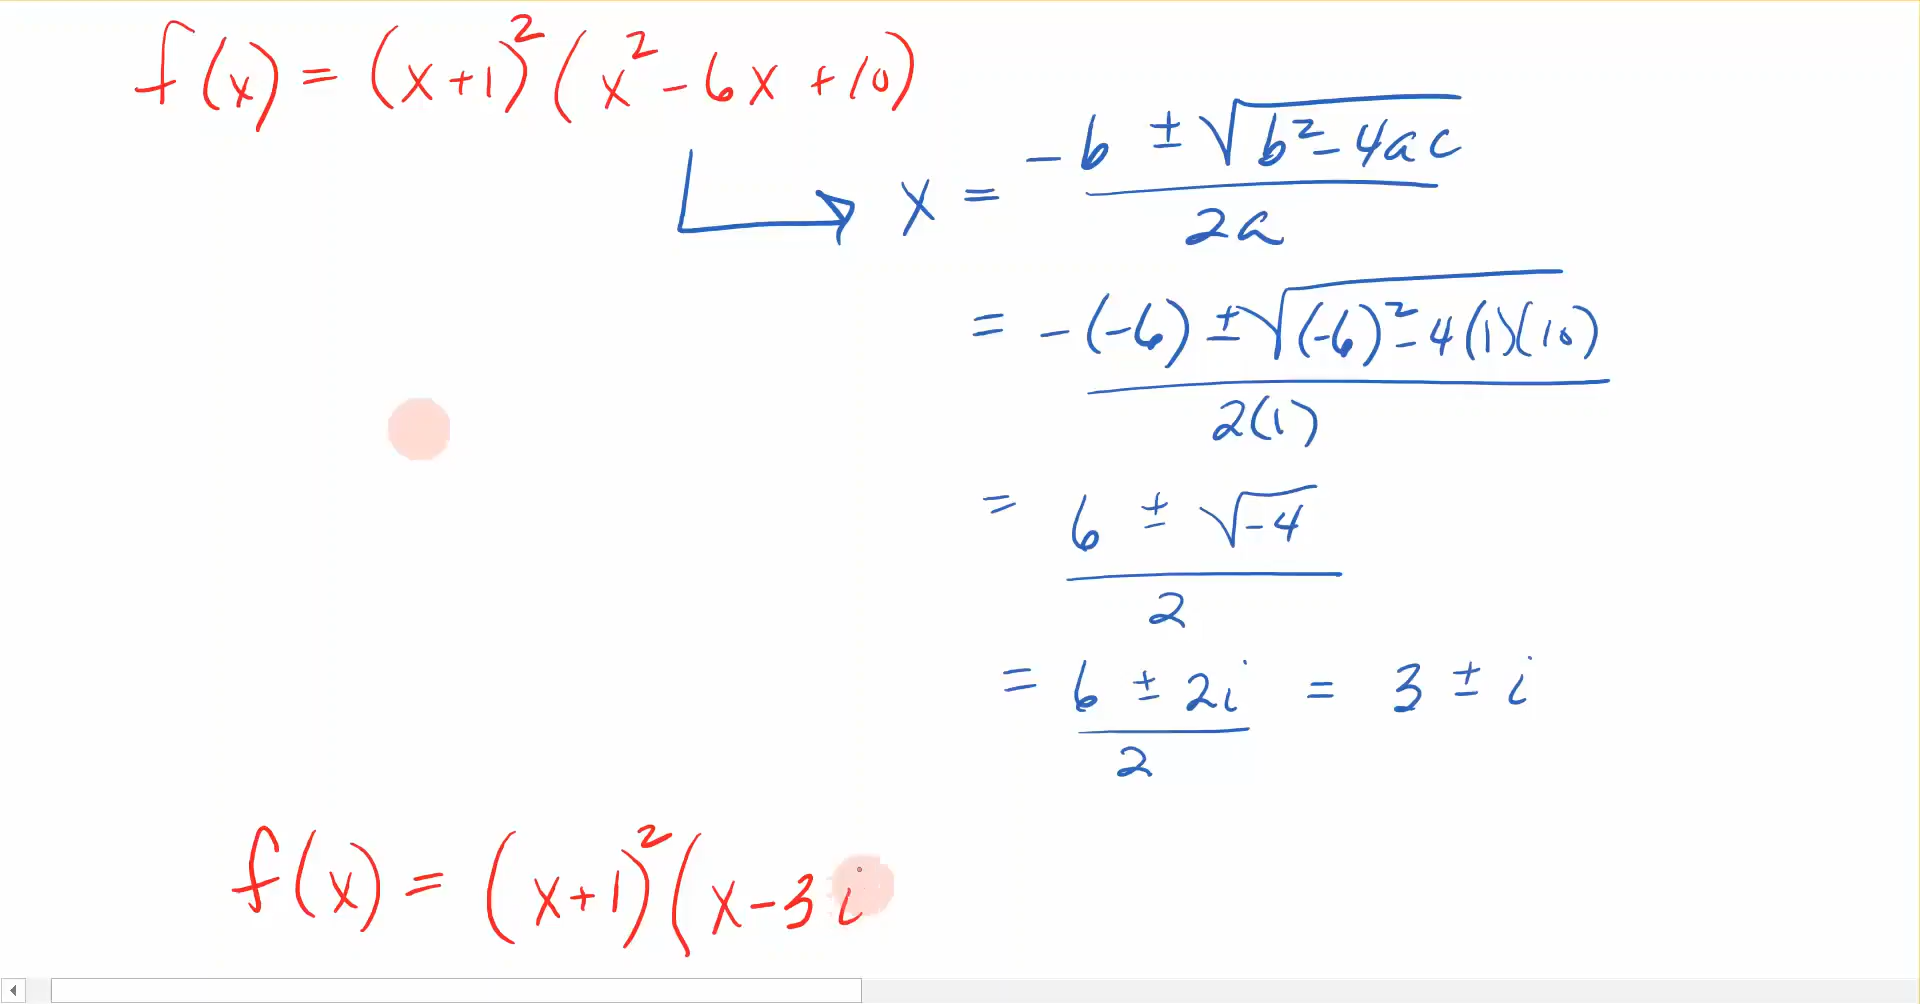 f(x) = (x+1)² (x² - 6x + 10)
x = -b ± √b² - 4ac
2a
= -(-6) ± √(-6)² - 4(1)(10)
2(1)
= 6 ± √-4
2
= 6 ± 2i = 3 ± i
2
f(x) = (x+1)² (x - 3 i